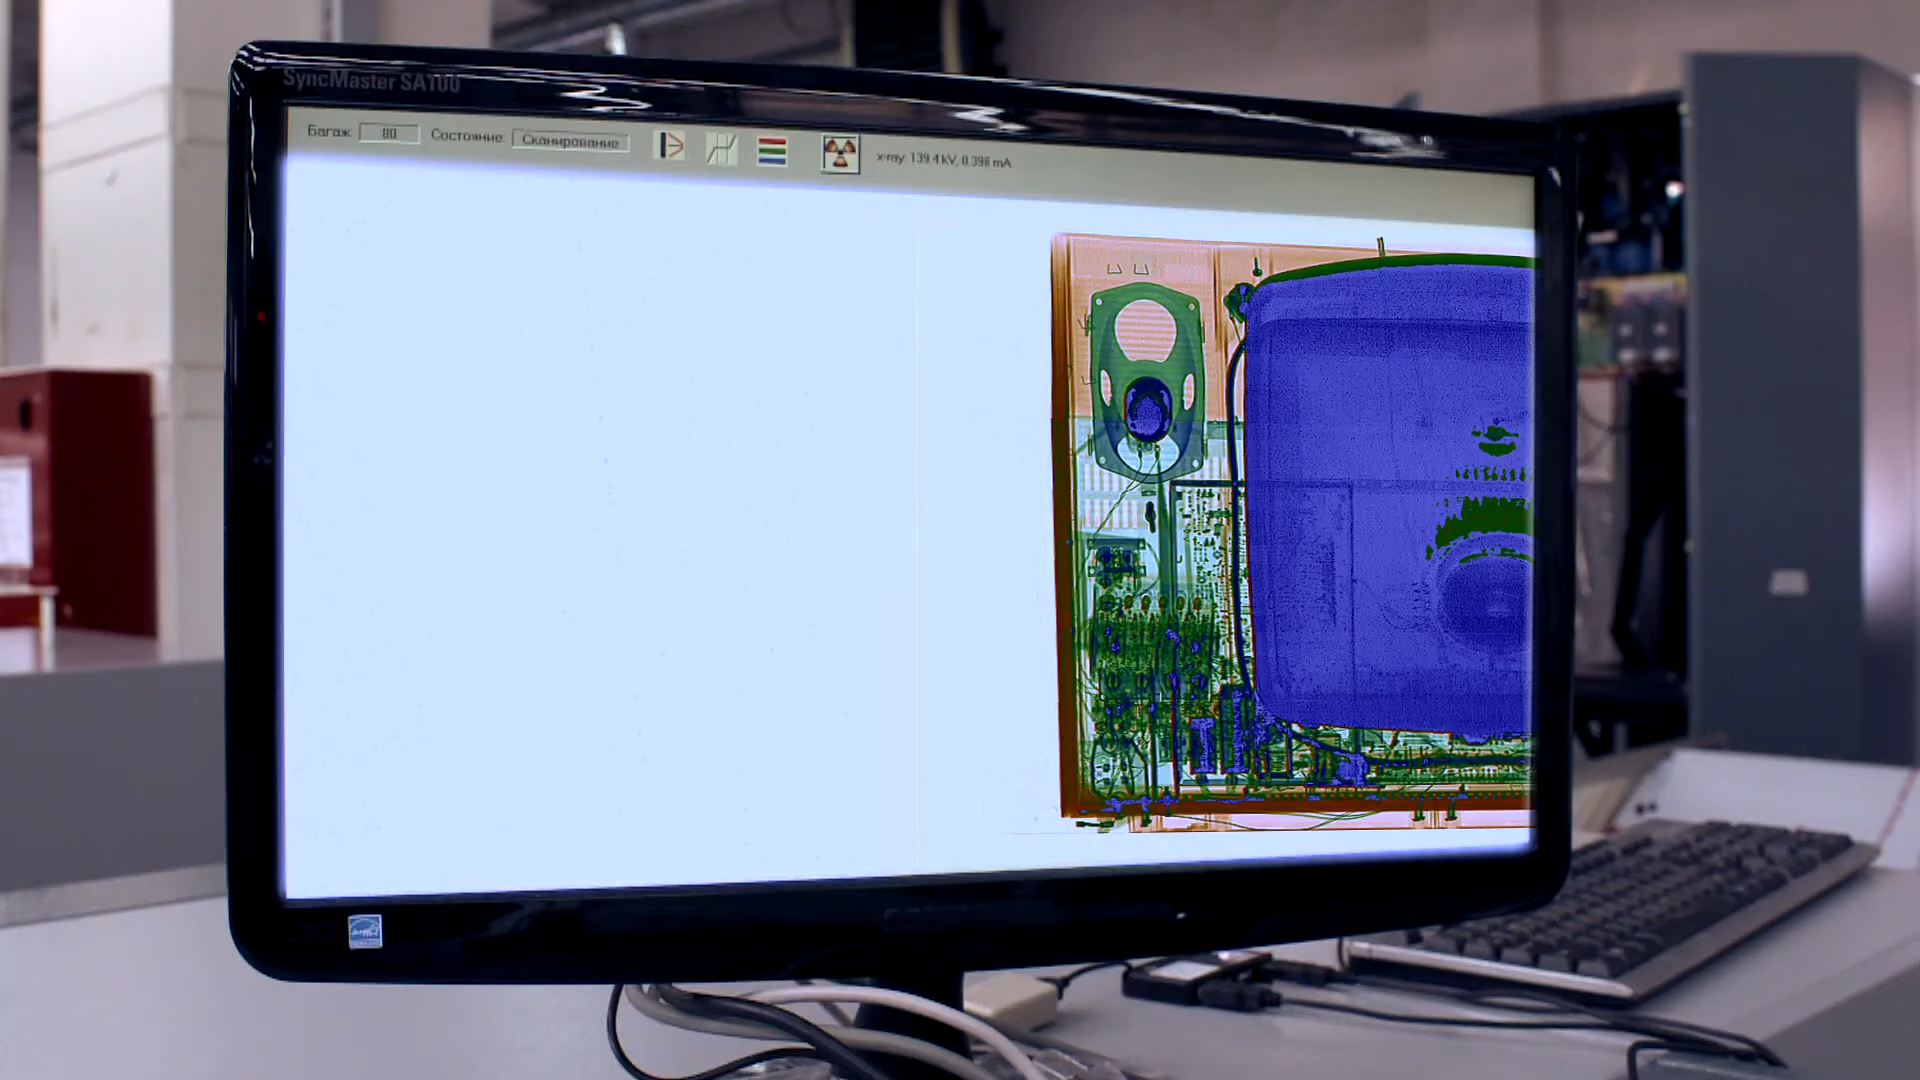 SyncMaster SA100
Багаж: 80 Состояние: Сканирование x-ray: 139.4 kV, 0.398 mA